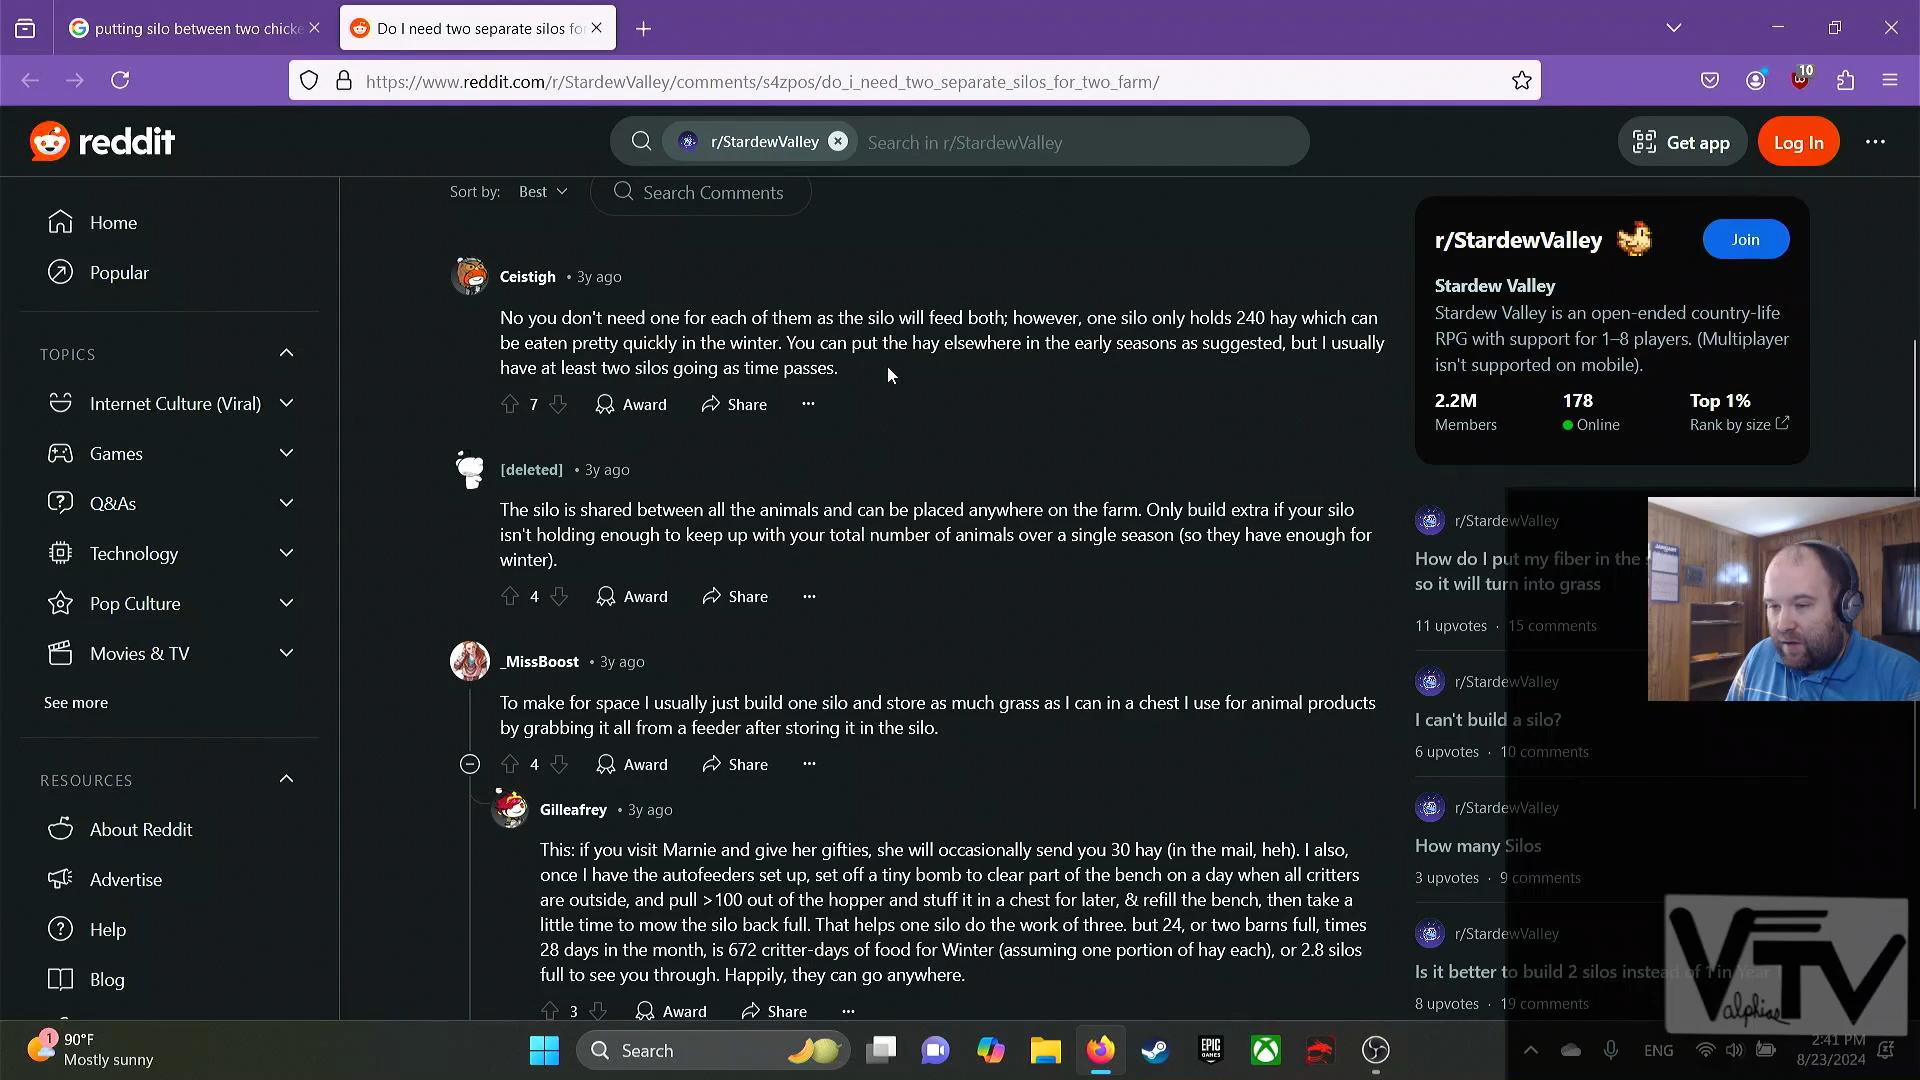 putting silo between two chicke
Do I need two separate silos fo
https://www.reddit.com/r/StardewValley/comments/s4zpos/do_i_need_two_separate_silos_for_two_farm/
10
reddit
r/StardewValley
Search in r/StardewValley
Get app
Log In
Home
Popular
TOPICS
Internet Culture (Viral)
Games
Q&As
Technology
Pop Culture
Movies & TV
See more
RESOURCES
About Reddit
Advertise
Help
Blog
Sort by: Best
Search Comments
Ceistigh • 3y ago
No you don't need one for each of them as the silo will feed both; however, one silo only holds 240 hay which can
be eaten pretty quickly in the winter. You can put the hay elsewhere in the early seasons as suggested, but I usually
have at least two silos going as time passes.
7 Award Share
[deleted] • 3y ago
The silo is shared between all the animals and can be placed anywhere on the farm. Only build extra if your silo
isn't holding enough to keep up with your total number of animals over a single season (so they have enough for
winter).
4 Award Share
_MissBoost • 3y ago
To make for space I usually just build one silo and store as much grass as I can in a chest I use for animal products
by grabbing it all from a feeder after storing it in the silo.
4 Award Share
Gilleafrey • 3y ago
This: if you visit Marnie and give her gifties, she will occasionally send you 30 hay (in the mail, heh). I also,
once I have the autofeeders set up, set off a tiny bomb to clear part of the bench on a day when all critters
are outside, and pull >100 out of the hopper and stuff it in a chest for later, & refill the bench, then take a
little time to mow the silo back full. That helps one silo do the work of three. but 24, or two barns full, times
28 days in the month, is 672 critter-days of food for Winter (assuming one portion of hay each), or 2.8 silos
full to see you through. Happily, they can go anywhere.
3 Award Share
r/StardewValley
Join
Stardew Valley
Stardew Valley is an open-ended country-life
RPG with support for 1–8 players. (Multiplayer
isn't supported on mobile).
2.2M 178 Top 1%
Members Online Rank by size
r/StardewValley
How do I put my fiber in the
so it will turn into grass
11 upvotes · 15 comments
r/StardewValley
I can't build a silo?
6 upvotes · 10 comments
r/StardewValley
How many Silos
3 upvotes · 9 comments
r/StardewValley
Is it better to build 2 silos instead of 1 in Year
8 upvotes · 19 comments
VFTV
alphias
1
90°F
Mostly sunny
Search
EPIC
GAMES
ENG
2:41 PM
8/23/2024